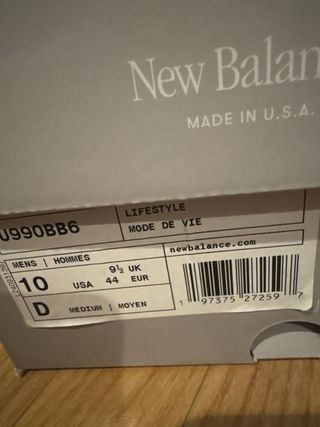 New Balan
MADE IN U.S.A.
U990BB6
LIFESTYLE
MODE DE VIE
newbalance.com
MENS | HOMMES
10 USA
9½ UK
44 EUR
D MEDIUM | MOYEN
1 97375 27259 7